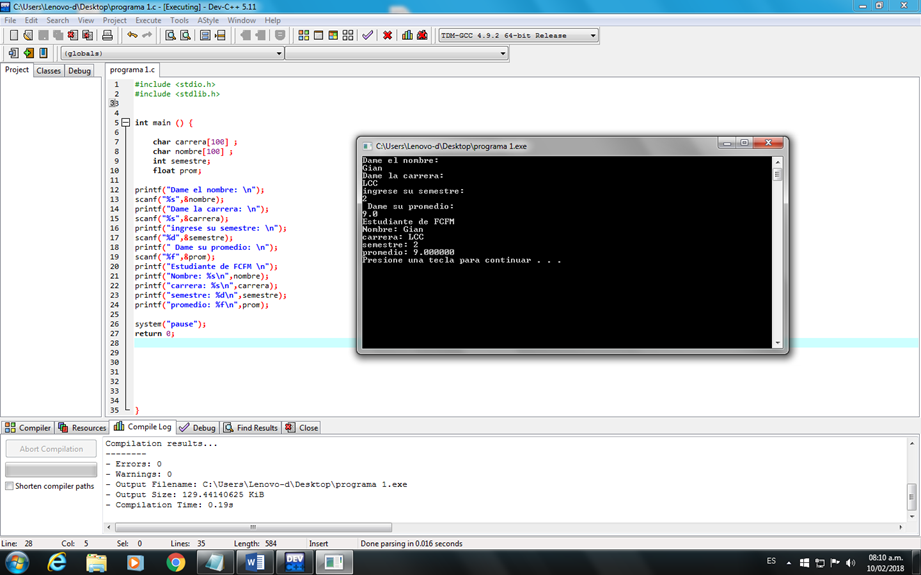 C:\Users\Lenovo-d\Desktop\programa 1.c - [Executing] - Dev-C++ 5.11
File Edit Search View Project Execute Tools AStyle Window Help
TDM-GCC 4.9.2 64-bit Release
(globals)
Project Classes Debug
programa 1.c
1 #include <stdio.h>
2 #include <stdlib.h>
4
5 int main () {
6
7 char carrera[100] ;
8 char nombre[100] ;
9 int semestre;
10 float prom;
11
12 printf("Dame el nombre: \n");
13 scanf("%s",&nombre);
14 printf("Dame la carrera: \n");
15 scanf("%s",&carrera);
16 printf("ingrese su semestre: \n");
17 scanf("%d",&semestre);
18 printf(" Dame su promedio: \n");
19 scanf("%f",&prom);
20 printf("Estudiante de FCFM \n");
21 printf("Nombre: %s\n",nombre);
22 printf("carrera: %s\n",carrera);
23 printf("semestre: %d\n",semestre);
24 printf("promedio: %f\n",prom);
25
26 system("pause");
27 return 0;
28
29
30
31
32
33
34
35 }
C:\Users\Lenovo-d\Desktop\programa 1.exe
Dame el nombre:
Gian
Dame la carrera:
LCC
ingrese su semestre:
2
Dame su promedio:
9.0
Estudiante de FCFM
Nombre: Gian
carrera: LCC
semestre: 2
promedio: 9.000000
Presione una tecla para continuar . . .
Compiler Resources Compile Log Debug Find Results Close
Abort Compilation
Shorten compiler paths
Compilation results...
--------
- Errors: 0
- Warnings: 0
- Output Filename: C:\Users\Lenovo-d\Desktop\programa 1.exe
- Output Size: 129.44140625 KiB
- Compilation Time: 0.19s
Line: 28 Col: 5 Sel: 0 Lines: 35 Length: 584 Insert Done parsing in 0.016 seconds
DEV
ES
08:10 a.m.
10/02/2018